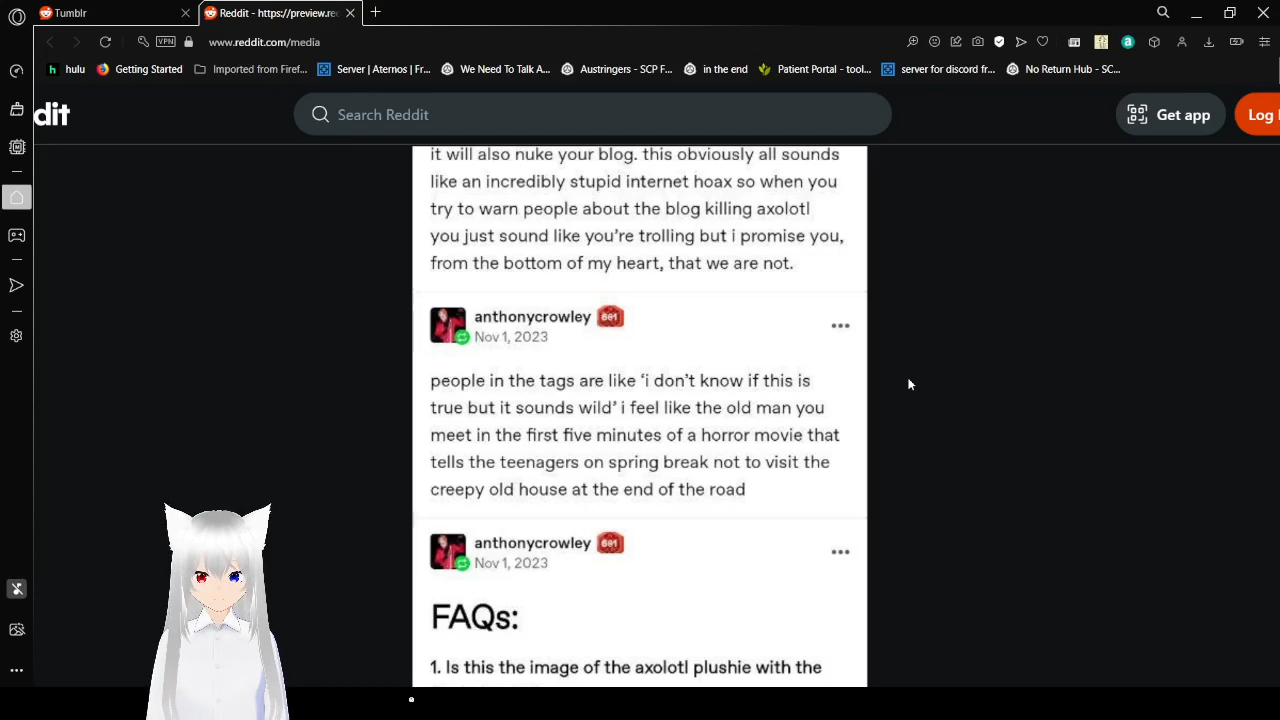 Tumblr
Reddit - https://preview.re
VPN
www.reddit.com/media
hulu
Getting Started
Imported from Firef...
Server | Aternos | Fr...
We Need To Talk A...
Austringers - SCP F...
in the end
Patient Portal - tool...
server for discord fr...
No Return Hub - SC...
dit
Search Reddit
Get app
Log
it will also nuke your blog. this obviously all sounds
like an incredibly stupid internet hoax so when you
try to warn people about the blog killing axolotl
you just sound like you're trolling but i promise you,
from the bottom of my heart, that we are not.
anthonycrowley
Nov 1, 2023
people in the tags are like 'i don't know if this is
true but it sounds wild' i feel like the old man you
meet in the first five minutes of a horror movie that
tells the teenagers on spring break not to visit the
creepy old house at the end of the road
anthonycrowley
Nov 1, 2023
FAQs:
1. Is this the image of the axolotl plushie with the